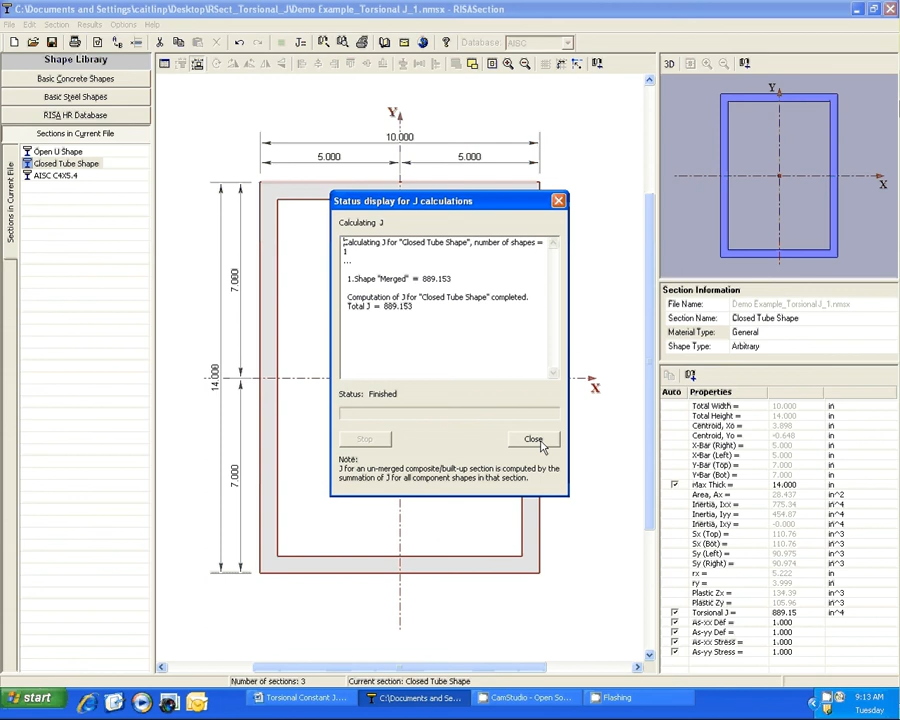 C:\Documents and Settings\caitlinp\Desktop\RSect_Torsional_J\Demo Example_Torsional J_1.nmsx - RISASection
File Edit Section Results Options Help
J= Database: AISC
Shape Library
Basic Concrete Shapes
Basic Steel Shapes
RISA HR Database
Sections in Current File
Sections in Current File
Open U Shape
Closed Tube Shape
AISC C4X5.4
Y
10.000
5.000 5.000
7.000
14.000
7.000
X
Status display for J calculations
Calculating J
Calculating J for "Closed Tube Shape", number of shapes =
1
...
1.Shape "Merged" = 889.153
Computation of J for "Closed Tube Shape" completed.
Total J = 889.153
Status: Finished
Stop Close
Note:
J for an un-merged composite/built-up section is computed by the
summation of J for all component shapes in that section.
3D
Y
X
Section Information
File Name: Demo Example_Torsional J_1.nmsx
Section Name: Closed Tube Shape
Material Type: General
Shape Type: Arbitrary
Auto Properties
Total Width = 10.000 in
Total Height = 14.000 in
Centroid, Xo = 3.898 in
Centroid, Yo = -0.648 in
X-Bar (Right) = 5.000 in
X-Bar (Left) = 5.000 in
Y-Bar (Top) = 7.000 in
Y-Bar (Bot) = 7.000 in
Max Thick = 14.000 in
Area, Ax = 28.437 in^2
Inertia, Ixx = 775.34 in^4
Inertia, Iyy = 454.87 in^4
Inertia, Ixy = -0.000 in^4
Sx (Top) = 110.76 in^3
Sx (Bot) = 110.76 in^3
Sy (Left) = 90.975 in^3
Sy (Right) = 90.974 in^3
rx = 5.222 in
ry = 3.999 in
Plastic Zx = 134.39 in^3
Plastic Zy = 105.96 in^3
Torsional J = 889.15 in^4
As-xx Def = 1.000
As-yy Def = 1.000
As-xx Stress = 1.000
As-yy Stress = 1.000
Number of sections: 3 Current section: Closed Tube Shape
start Torsional Constant J... C:\Documents and Se... CamStudio - Open So... Flashing 9:13 AM
Tuesday